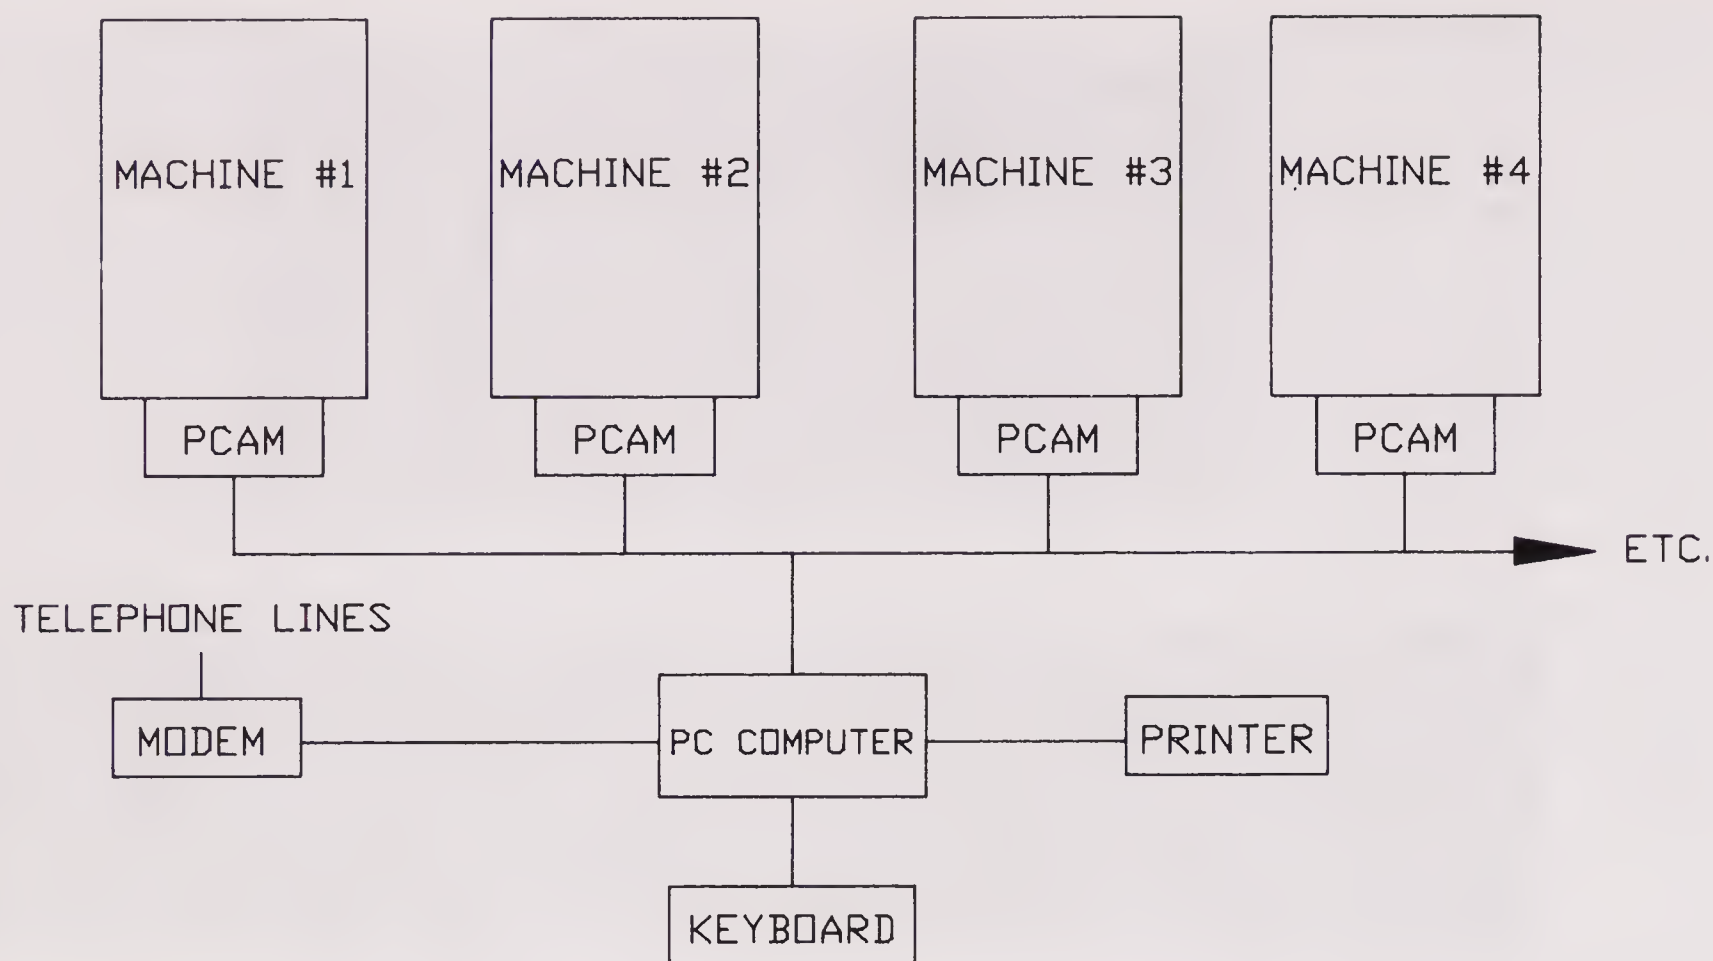 MACHINE #1
MACHINE #2
MACHINE #3
MACHINE #4
PCAM
PCAM
PCAM
PCAM
ETC.
TELEPHONE LINES
MODEM
PC COMPUTER
PRINTER
KEYBOARD